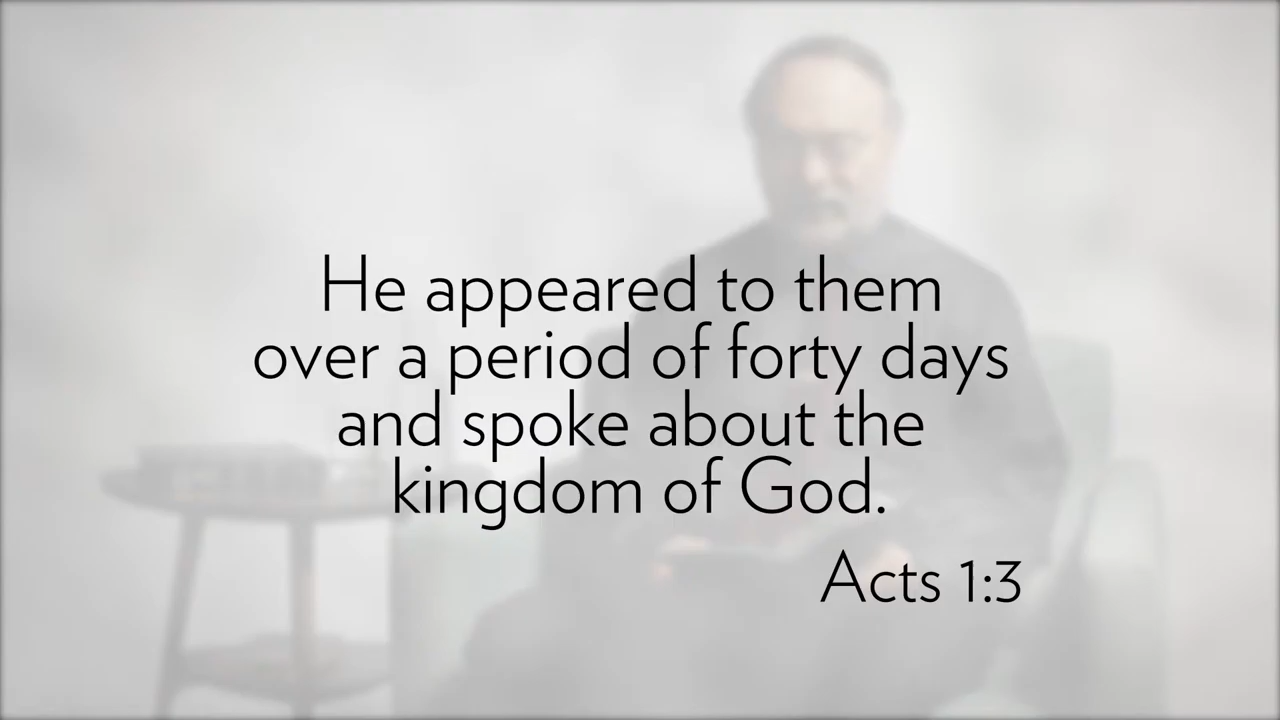 He appeared to them
over a period of forty days
and spoke about the
kingdom of God.
Acts 1:3